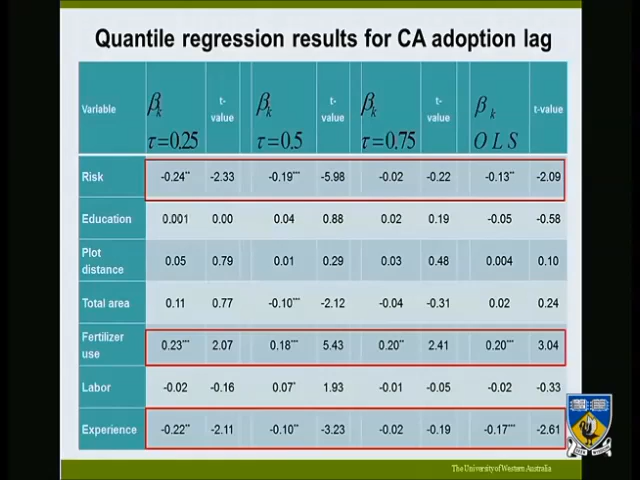 Quantile regression results for CA adoption lag
Variable βk τ=0.25 t-value βk τ=0.5 t-value βk τ=0.75 t-value βk OLS t-value
Risk -0.24** -2.33 -0.19*** -5.98 -0.02 -0.22 -0.13** -2.09
Education 0.001 0.00 0.04 0.88 0.02 0.19 -0.05 -0.58
Plot distance 0.05 0.79 0.01 0.29 0.03 0.48 0.004 0.10
Total area 0.11 0.77 -0.10*** -2.12 -0.04 -0.31 0.02 0.24
Fertilizer use 0.23*** 2.07 0.18*** 5.43 0.20** 2.41 0.20*** 3.04
Labor -0.02 -0.16 0.07* 1.93 -0.01 -0.05 -0.02 -0.33
Experience -0.22** -2.11 -0.10** -3.23 -0.02 -0.19 -0.17*** -2.61
The University of Western Australia